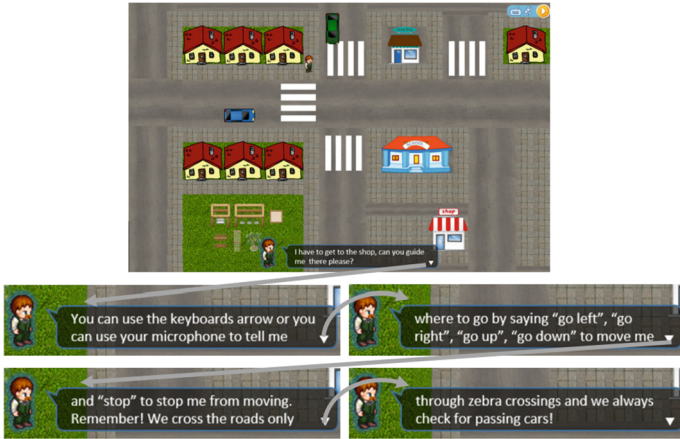 SCHOOL
shop
I have to get to the shop, can you guide
me there please?
You can use the keyboards arrow or you
can use your microphone to tell me
where to go by saying “go left”, “go
right”, “go up”, “go down” to move me
and “stop” to stop me from moving.
Remember! We cross the roads only
through zebra crossings and we always
check for passing cars!